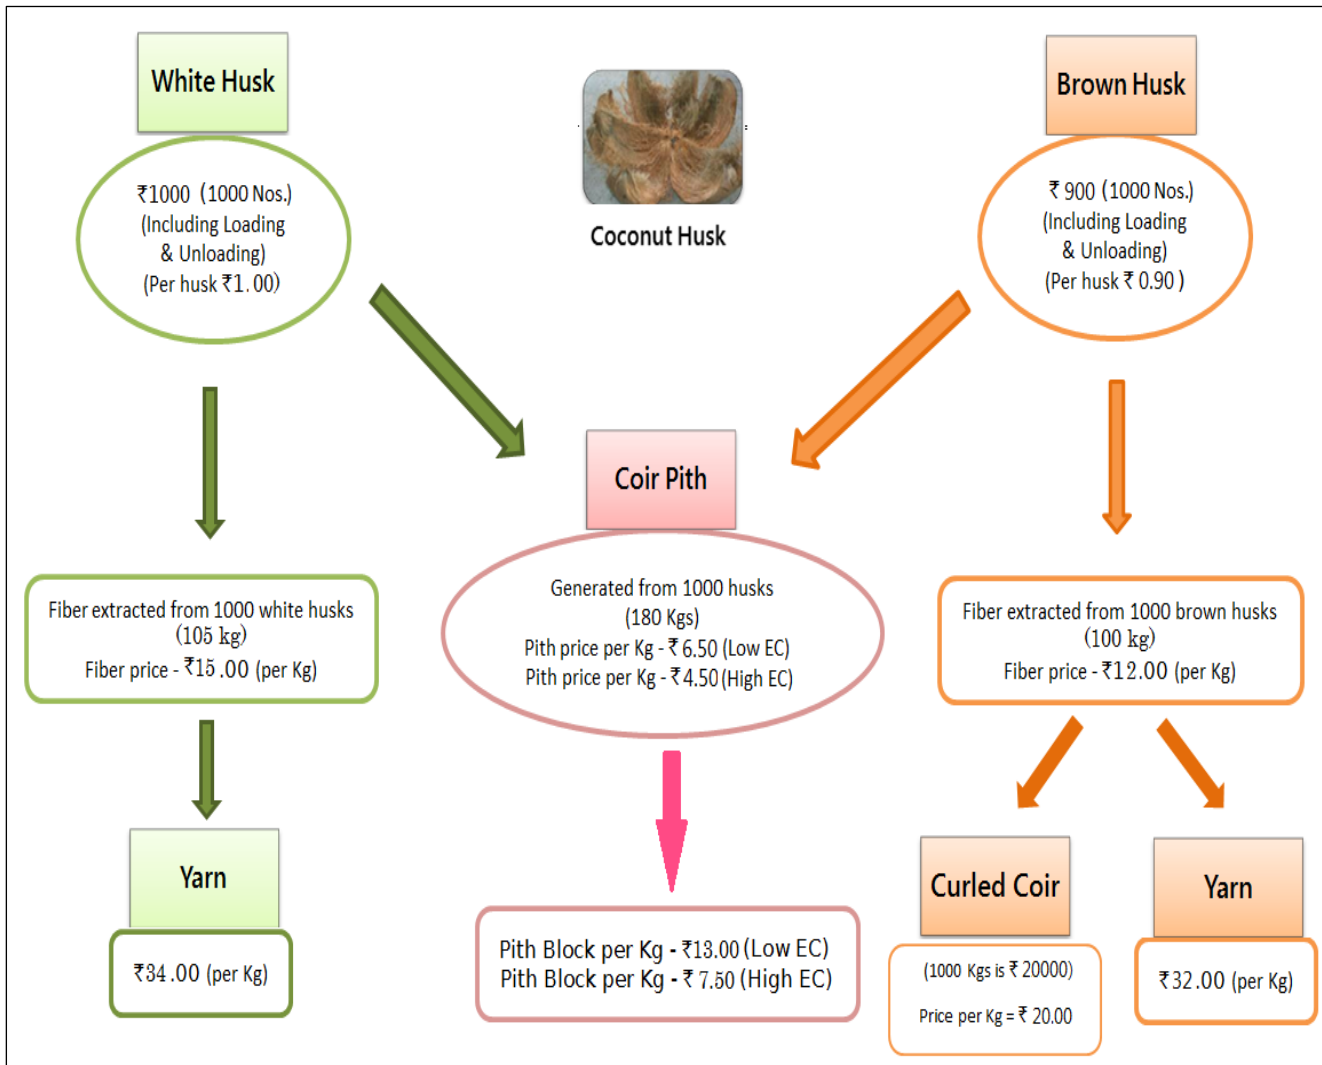 White Husk
₹1000 (1000 Nos.)
(Including Loading
& Unloading)
(Per husk ₹1.00)
Coconut Husk
Brown Husk
₹ 900 (1000 Nos.)
(Including Loading
& Unloading)
(Per husk ₹ 0.90 )
Coir Pith
Generated from 1000 husks
(180 Kgs)
Pith price per Kg - ₹ 6.50 (Low EC)
Pith price per Kg - ₹ 4.50 (High EC)
Fiber extracted from 1000 white husks
(105 kg)
Fiber price - ₹15.00 (per Kg)
Fiber extracted from 1000 brown husks
(100 kg)
Fiber price - ₹12.00 (per Kg)
Yarn
₹34.00 (per Kg)
Pith Block per Kg - ₹13.00 (Low EC)
Pith Block per Kg - ₹ 7.50 (High EC)
Curled Coir
(1000 Kgs is ₹ 20000)
Price per Kg = ₹ 20.00
Yarn
₹32.00 (per Kg)